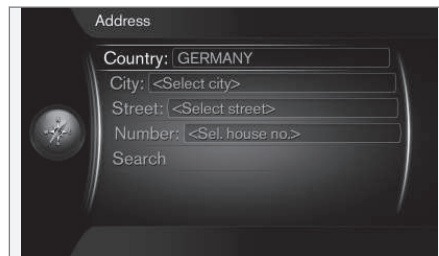 Address
Country: GERMANY
City: <Select city>
Street: <Select street>
Number: <Sel. house no.>
Search